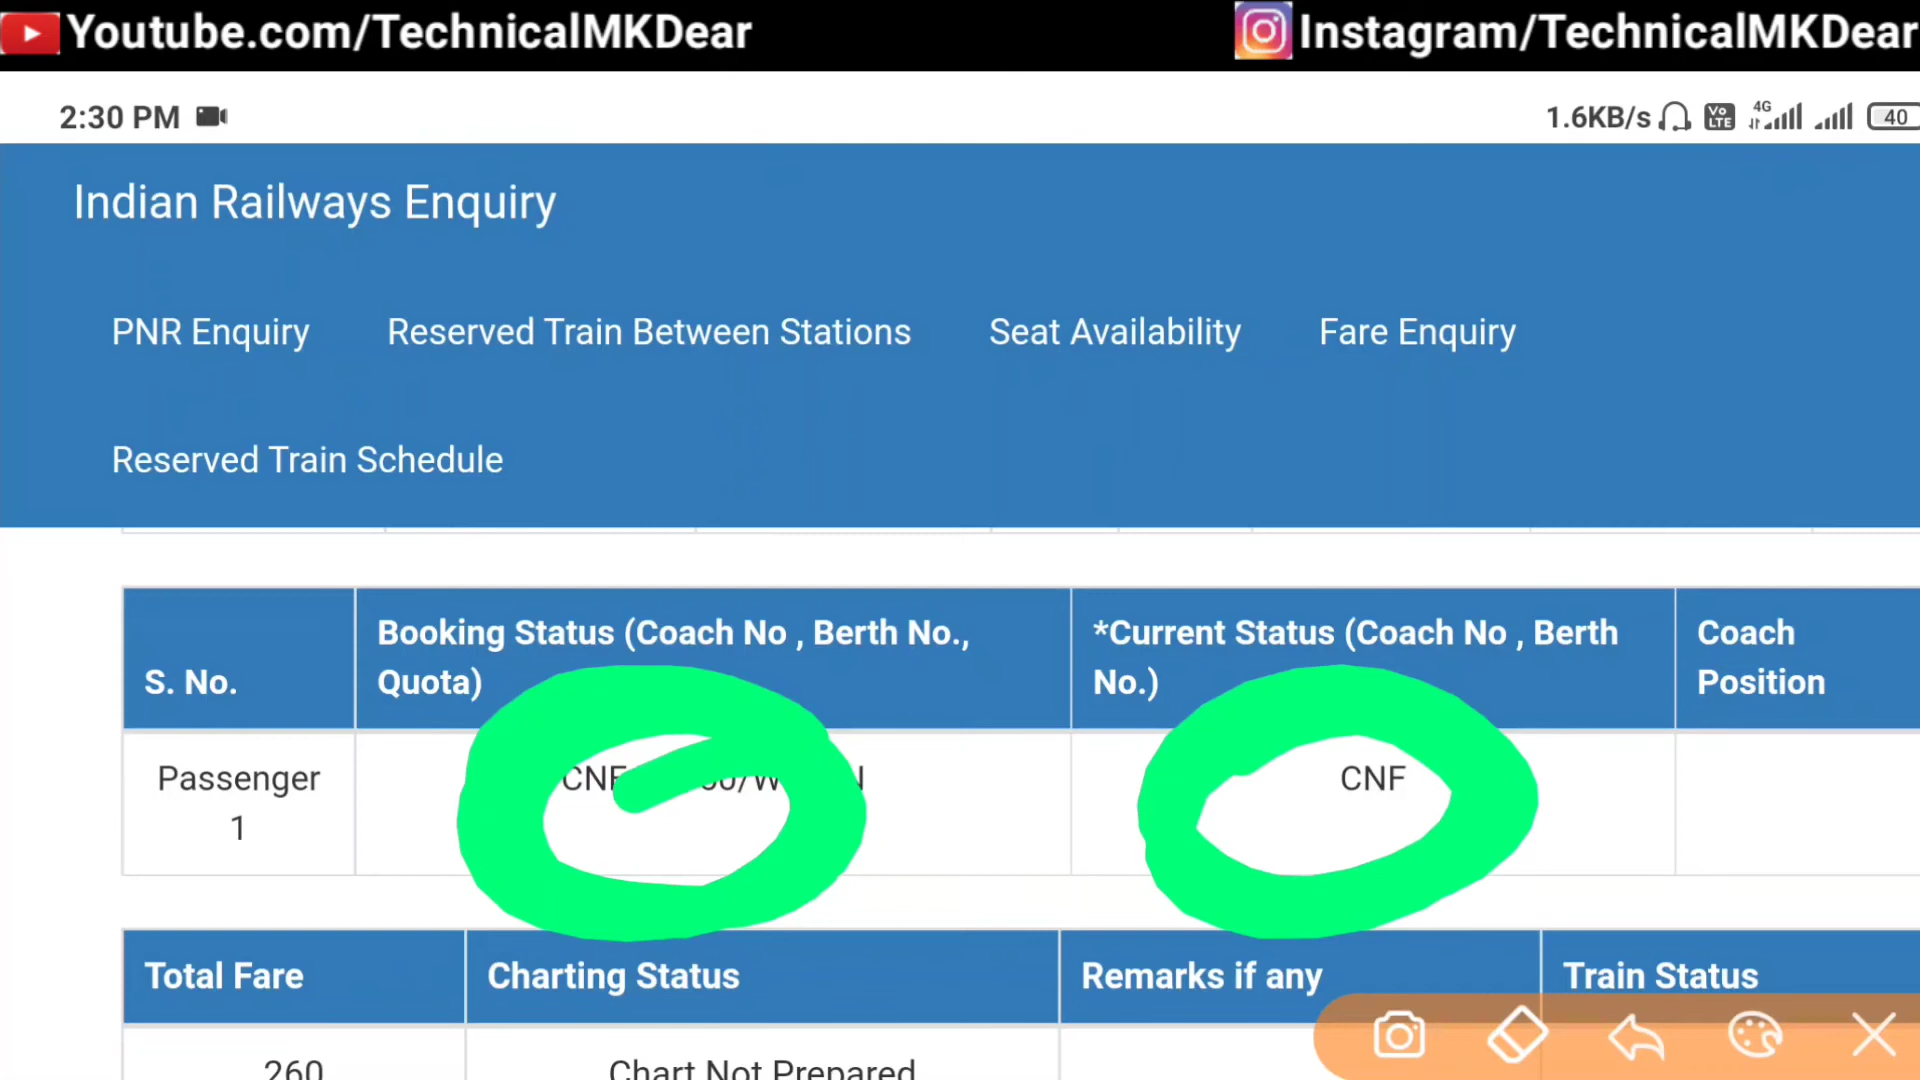 Youtube.com/TechnicalMKDear
Instagram/TechnicalMKDear
2:30 PM
1.6KB/s Vo LTE 4G 40
Indian Railways Enquiry
PNR Enquiry Reserved Train Between Stations Seat Availability Fare Enquiry
Reserved Train Schedule
S. No.
Booking Status (Coach No , Berth No.,
Quota)
*Current Status (Coach No , Berth
No.)
Coach
Position
Passenger
1
CNF
CNF
Total Fare Charting Status Remarks if any Train Status
260 Chart Not Prepared